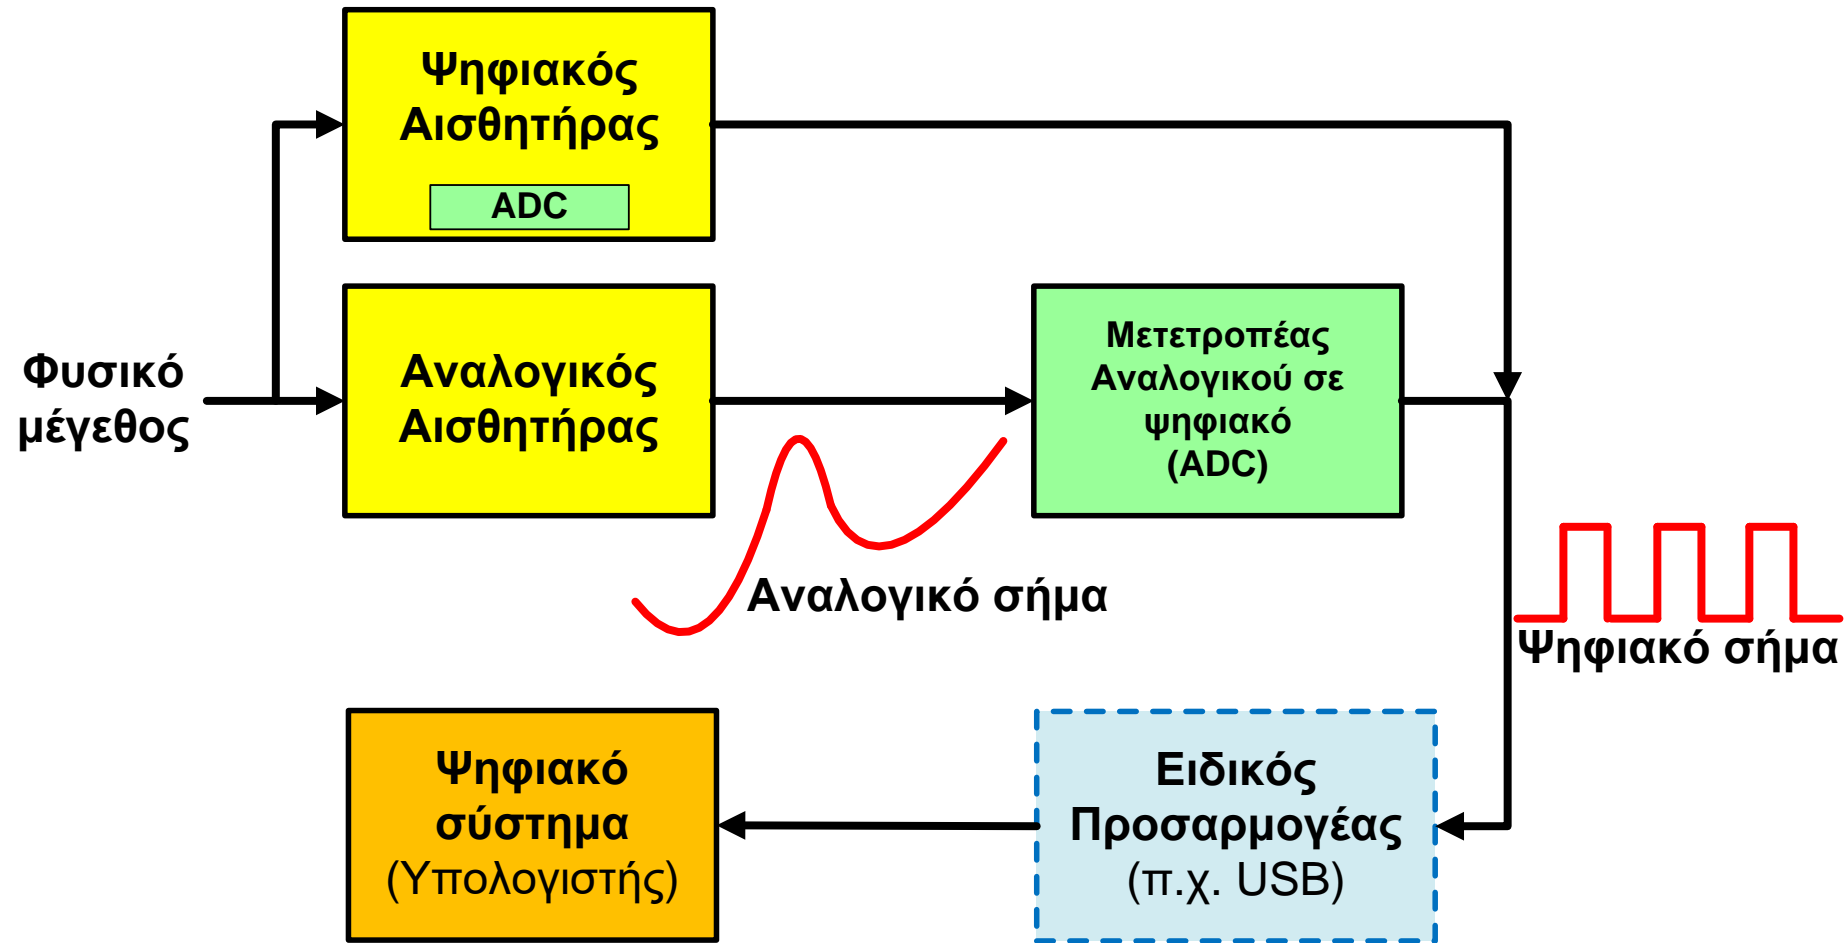 Ψηφιακός
Αισθητήρας
ADC
Φυσικό
μέγεθος
Αναλογικός
Αισθητήρας
Μετετροπέας
Αναλογικού σε
ψηφιακό
(ADC)
Αναλογικό σήμα
Ψηφιακό σήμα
Ψηφιακό
σύστημα
(Υπολογιστής)
Ειδικός
Προσαρμογέας
(π.χ. USB)